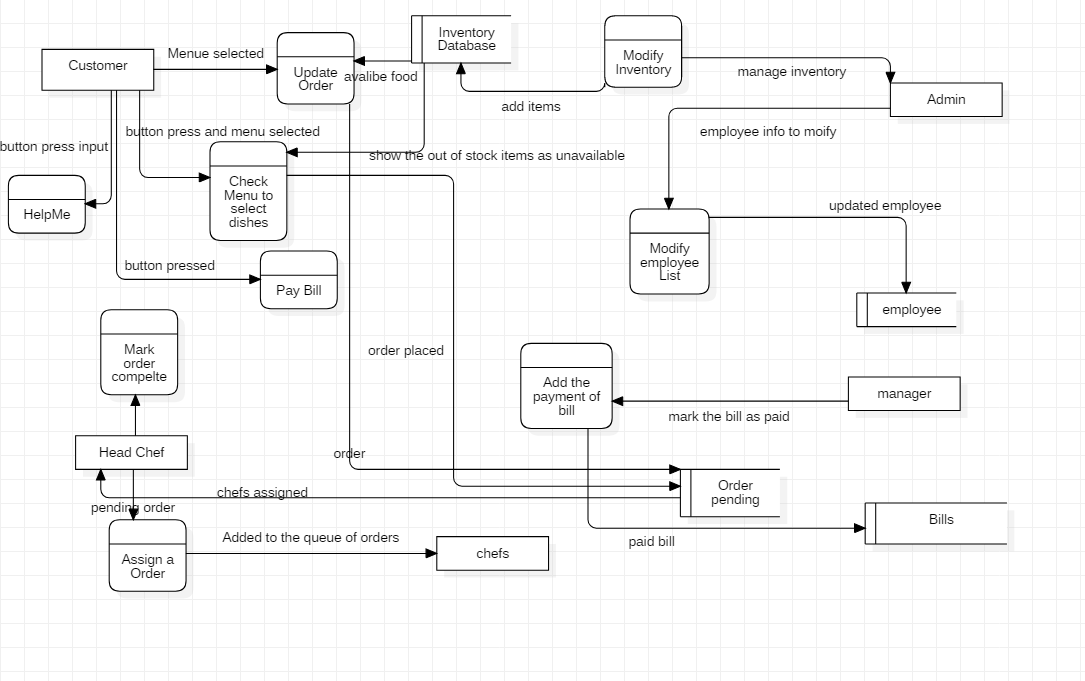 Inventory
Database
Menue selected
Customer
Update
Order
avalibe food
Modify
Inventory
manage inventory
Admin
add items
button press and menu selected
employee info to moify
button press input
show the out of stock items as unavailable
Check
Menu to
select
dishes
HelpMe
updated employee
Modify
employee
List
button pressed
Pay Bill
employee
Mark
order
compelte
order placed
Add the
payment of
bill
manager
mark the bill as paid
Head Chef
order
chefs assigned
Order
pending
pending order
Bills
Added to the queue of orders
paid bill
Assign a
Order
chefs